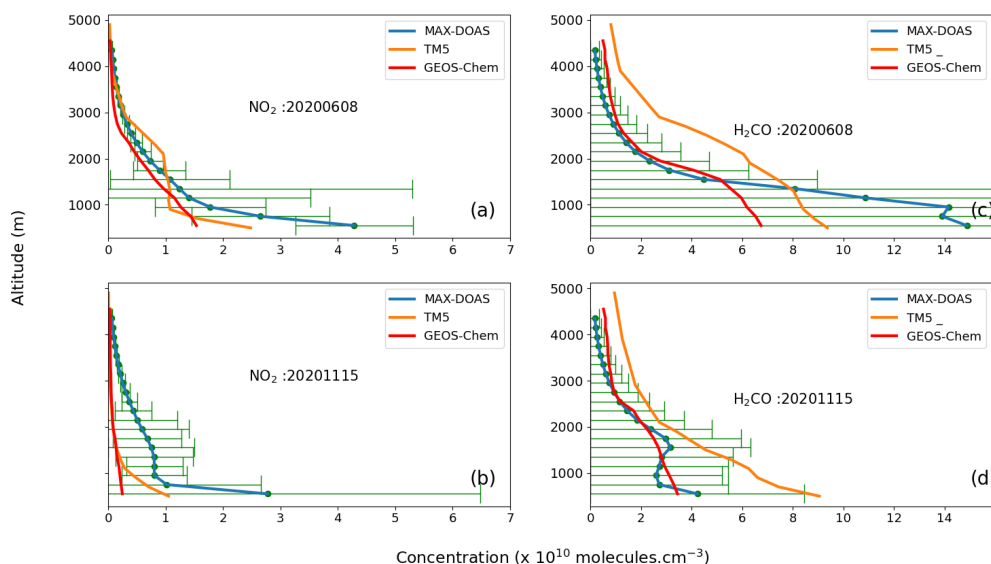 5000
4000
3000
2000
1000
MAX-DOAS
TM5
GEOS-Chem
NO2 :20200608
(a)
MAX-DOAS
TM5 _
GEOS-Chem
H2CO :20200608
(c)
0 1 2 3 4 5 6 7
5000
4000
3000
2000
1000
0 2 4 6 8 10 12 14
Altitude (m)
MAX-DOAS
TM5 _
GEOS-Chem
NO2 :20201115
(b)
0 1 2 3 4 5 6 7
5000
4000
3000
2000
1000
MAX-DOAS
TM5 _
GEOS-Chem
H2CO :20201115
(d
0 2 4 6 8 10 12 14
Concentration (x 10^10 molecules.cm^−3)